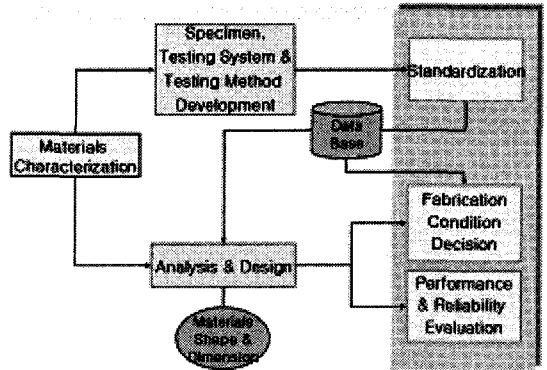 Specimen,
Testing System &
Testing Method
Development
Standardization
Data
Base
Materials
Characterization
Fabrication
Condition
Decision
Analysis & Design
Performance
& Reliability
Evaluation
Materials
Shape &
Dimension